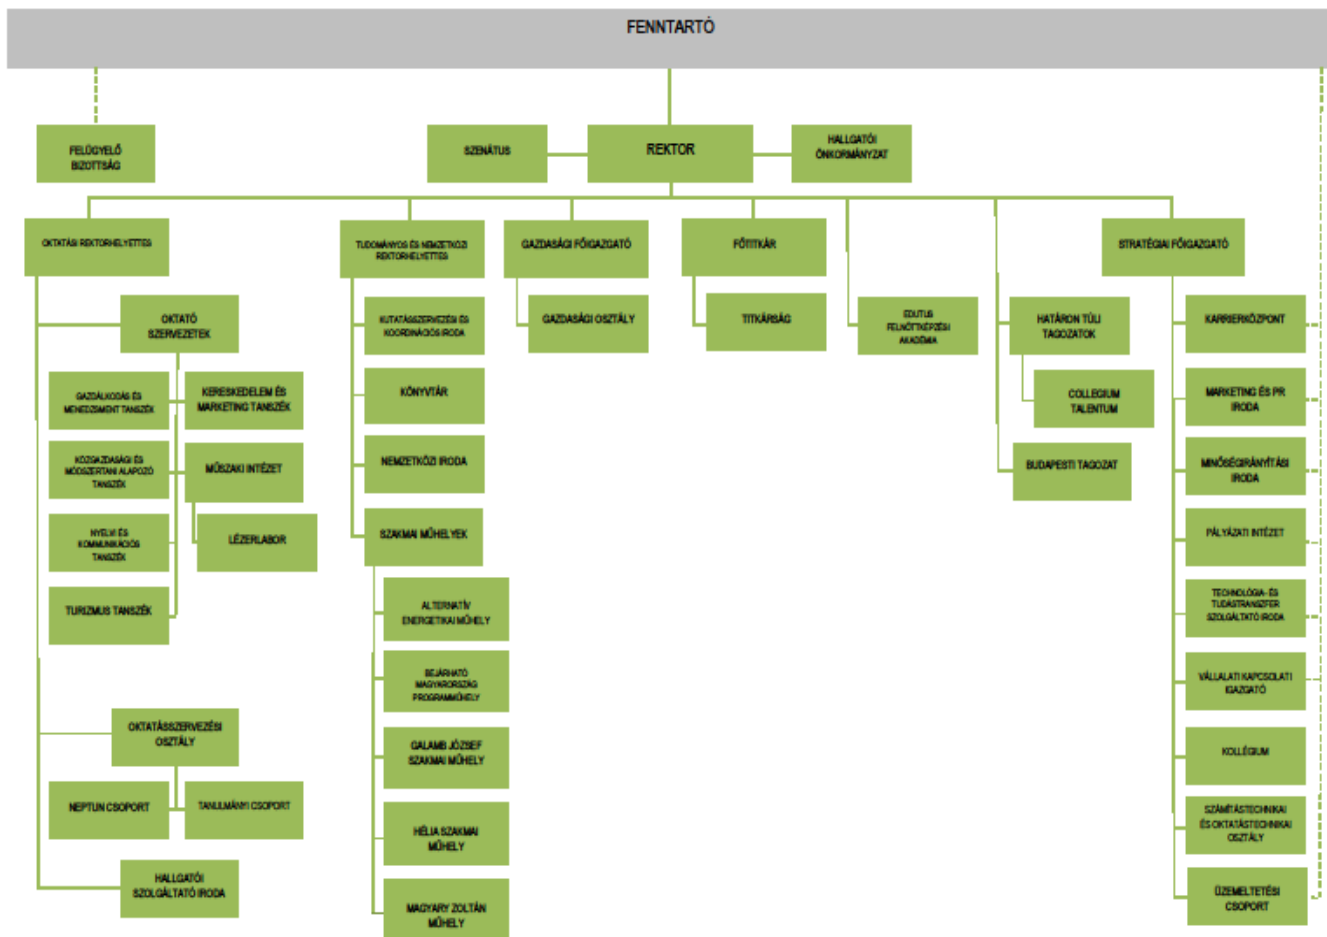 FENNTARTÓ
FELÜGYELŐ
BIZOTTSÁG
SZENÁTUS
REKTOR
HALLGATÓI
ÖNKORMÁNYZAT
OKTATÁSI REKTORHELYETTES
TUDOMÁNYOS ÉS NEMZETKÖZI
REKTORHELYETTES
GAZDASÁGI FŐIGAZGATÓ
FŐTITKÁR
STRATÉGIAI FŐIGAZGATÓ
OKTATÓ
SZERVEZETEK
GAZDÁLKODÁS ÉS
MENEDZSMENT TANSZÉK
KERESKEDELEM ÉS
MARKETING TANSZÉK
KÖZGAZDASÁGI ÉS
MÓDSZERTANI ALAPOZÓ
TANSZÉK
MŰSZAKI INTÉZET
NYELVI ÉS
KOMMUNIKÁCIÓS
TANSZÉK
LÉZERLABOR
TURIZMUS TANSZÉK
OKTATÁSSZERVEZÉSI
OSZTÁLY
NEPTUN CSOPORT
TANULMÁNYI CSOPORT
HALLGATÓI
SZOLGÁLTATÓ IRODA
KUTATÁSSZERVEZÉSI ÉS
KOORDINÁCIÓS IRODA
KÖNYVTÁR
NEMZETKÖZI IRODA
SZAKMAI MŰHELYEK
ALTERNATÍV
ENERGETIKAI MŰHELY
BEJÁRHATÓ
MAGYARORSZÁG
PROGRAMMŰHELY
GALAMB JÓZSEF
SZAKMAI MŰHELY
HÉLIA SZAKMAI
MŰHELY
MAGYARY ZOLTÁN
MŰHELY
GAZDASÁGI OSZTÁLY
TITKÁRSÁG
EDUTUS
FELNŐTTKÉPZÉSI
AKADÉMIA
HATÁRON TÚLI
TAGOZATOK
COLLEGIUM
TALENTUM
BUDAPESTI TAGOZAT
KARRIERKÖZPONT
MARKETING ÉS PR
IRODA
MINŐSÉGIRÁNYÍTÁSI
IRODA
PÁLYÁZATI INTÉZET
TECHNOLÓGIA- ÉS
TUDÁSTRANSZFER
SZOLGÁLTATÓ IRODA
VÁLLALATI KAPCSOLATI
IGAZGATÓ
KOLLÉGIUM
SZÁMÍTÁSTECHNIKAI
ÉS OKTATÁSTECHNIKAI
OSZTÁLY
ÜZEMELTETÉSI
CSOPORT